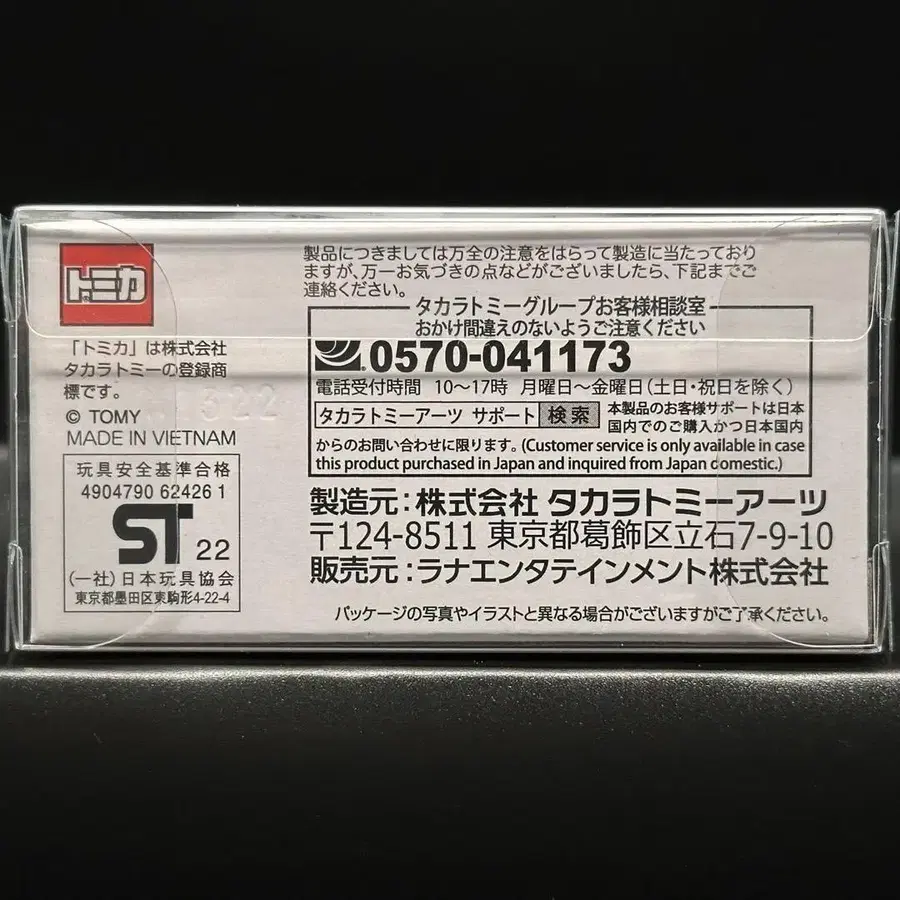 トミカ
®
「トミカ」は株式会社
タカラトミーの登録商
標です。
© TOMY
322
MADE IN VIETNAM
玩具安全基準合格
4904790 62426 1
ST 22
(一社)日本玩具協会
東京都墨田区東駒形4-22-4
製品につきましては万全の注意をはらって製造に当たっており
ますが、万一お気づきの点などがございましたら、下記までご
連絡ください。
タカラトミーグループお客様相談室
おかけ間違えのないようご注意ください
0570-041173
電話受付時間 10〜17時 月曜日〜金曜日(土日・祝日を除く)
タカラトミーアーツ サポート 検索
本製品のお客様サポートは日本
国内でのご購入かつ日本国内
からのお問い合わせに限ります。(Customer service is only available in case
this product purchased in Japan and inquired from Japan domestic.)
製造元:株式会社 タカラトミーアーツ
〒124-8511 東京都葛飾区立石7-9-10
販売元:ラナエンタテインメント株式会社
パッケージの写真やイラストと異なる場合がございますがご了承ください。